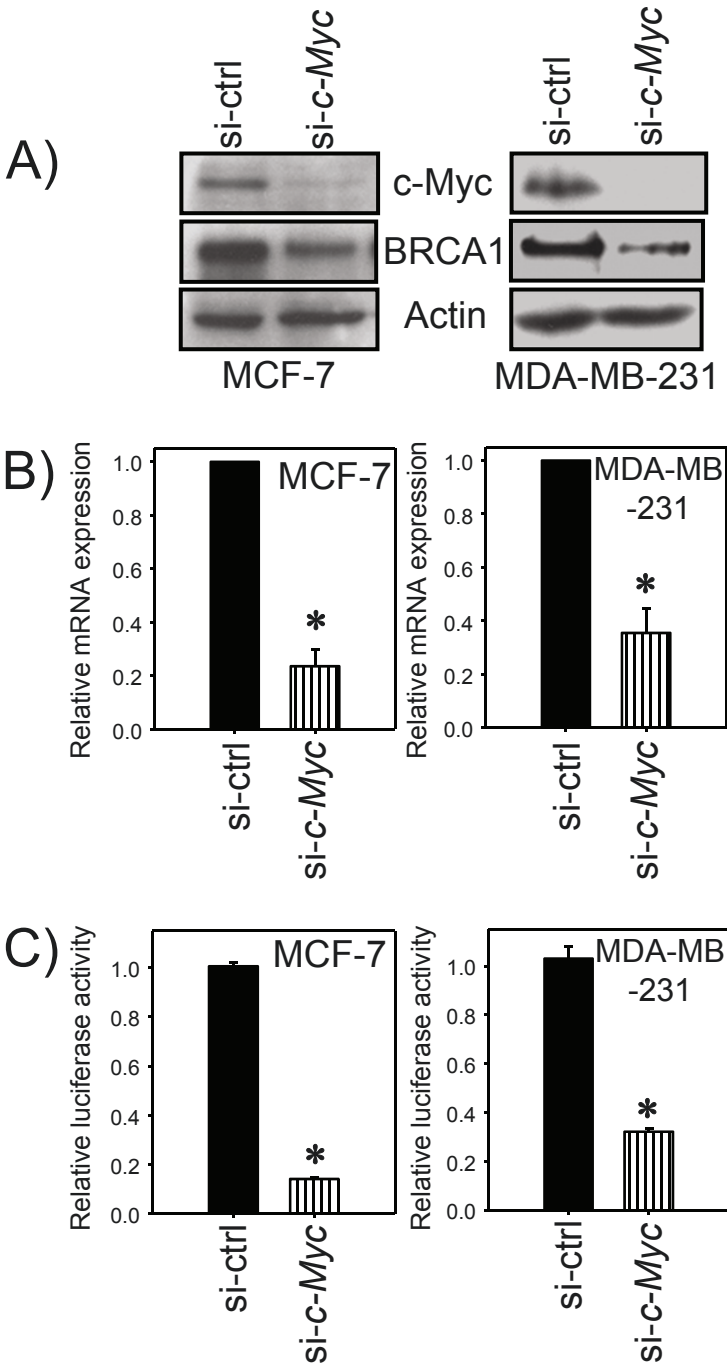 A)
si-ctrl
si-c-Myc
si-ctrl
si-c-Myc
c-Myc
BRCA1
Actin
MCF-7
MDA-MB-231
B)
Relative mRNA expression
1.0
0.8
0.6
0.4
0.2
0.0
MCF-7
*
si-ctrl
si-c-Myc
Relative mRNA expression
1.0
0.8
0.6
0.4
0.2
0.0
MDA-MB
-231
*
si-ctrl
si-c-Myc
C)
Relative luciferase activity
1.0
0.8
0.6
0.4
0.2
0.0
MCF-7
*
si-ctrl
si-c-Myc
Relative luciferase activity
1.0
0.8
0.6
0.4
0.2
0.0
MDA-MB
-231
*
si-ctrl
si-c-Myc